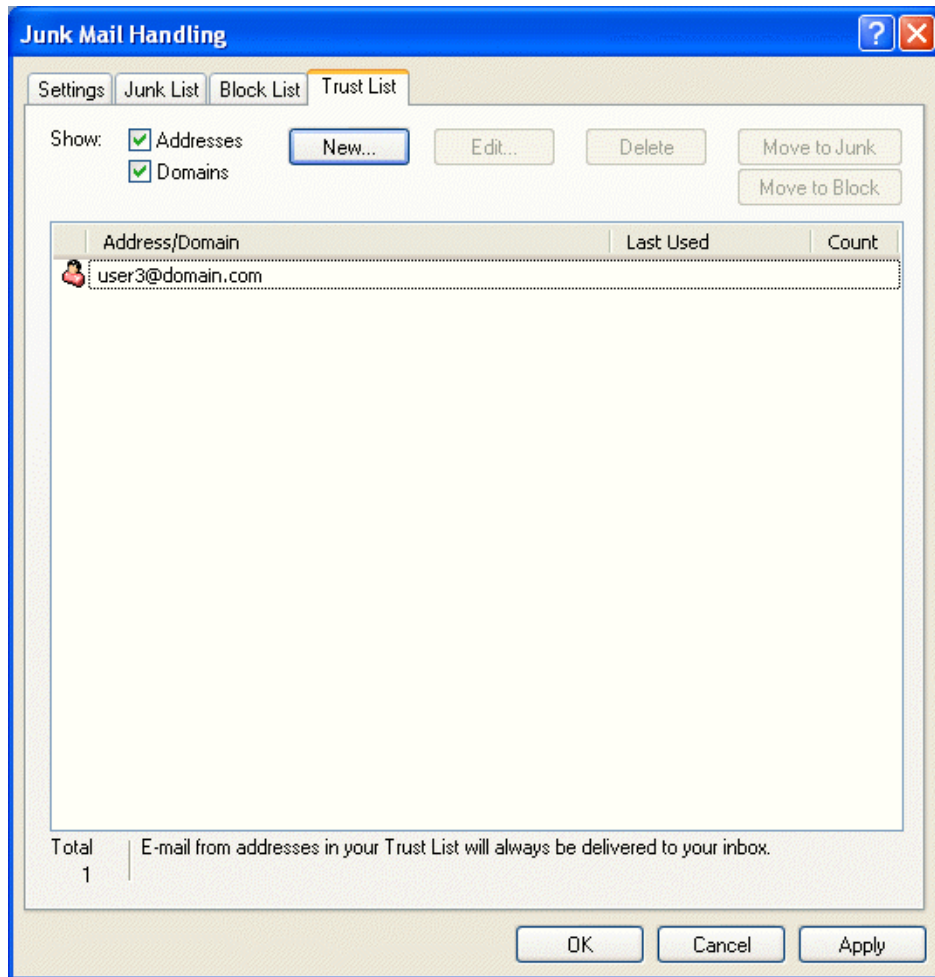 Junk Mail Handling
Settings Junk List Block List Trust List
Show: Addresses New... Edit... Delete Move to Junk
Domains Move to Block
Address/Domain Last Used Count
user3@domain.com
Total E-mail from addresses in your Trust List will always be delivered to your inbox.
1
OK Cancel Apply